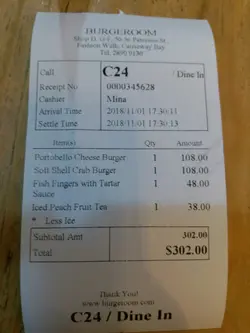 BURGEROOM
Shop D, G/F, 50-56 Paterson St.,
Fashion Walk, Causeway Bay
Tel: 2890 9130
Call C24 / Dine In
Receipt No 0000345628
Cashier Mina
Arrival Time 2018/11/01 17:30:11
Settle Time 2018/11/01 17:30:13
Item(s) Qty Amount
Portobello Cheese Burger 1 108.00
Soft Shell Crab Burger 1 108.00
Fish Fingers with Tartar 1 48.00
Sauce
Iced Peach Fruit Tea 1 38.00
* Less Ice
Subtotal Amt 302.00
Total $302.00
Thank You!
www.burgeroom.com
C24 / Dine In